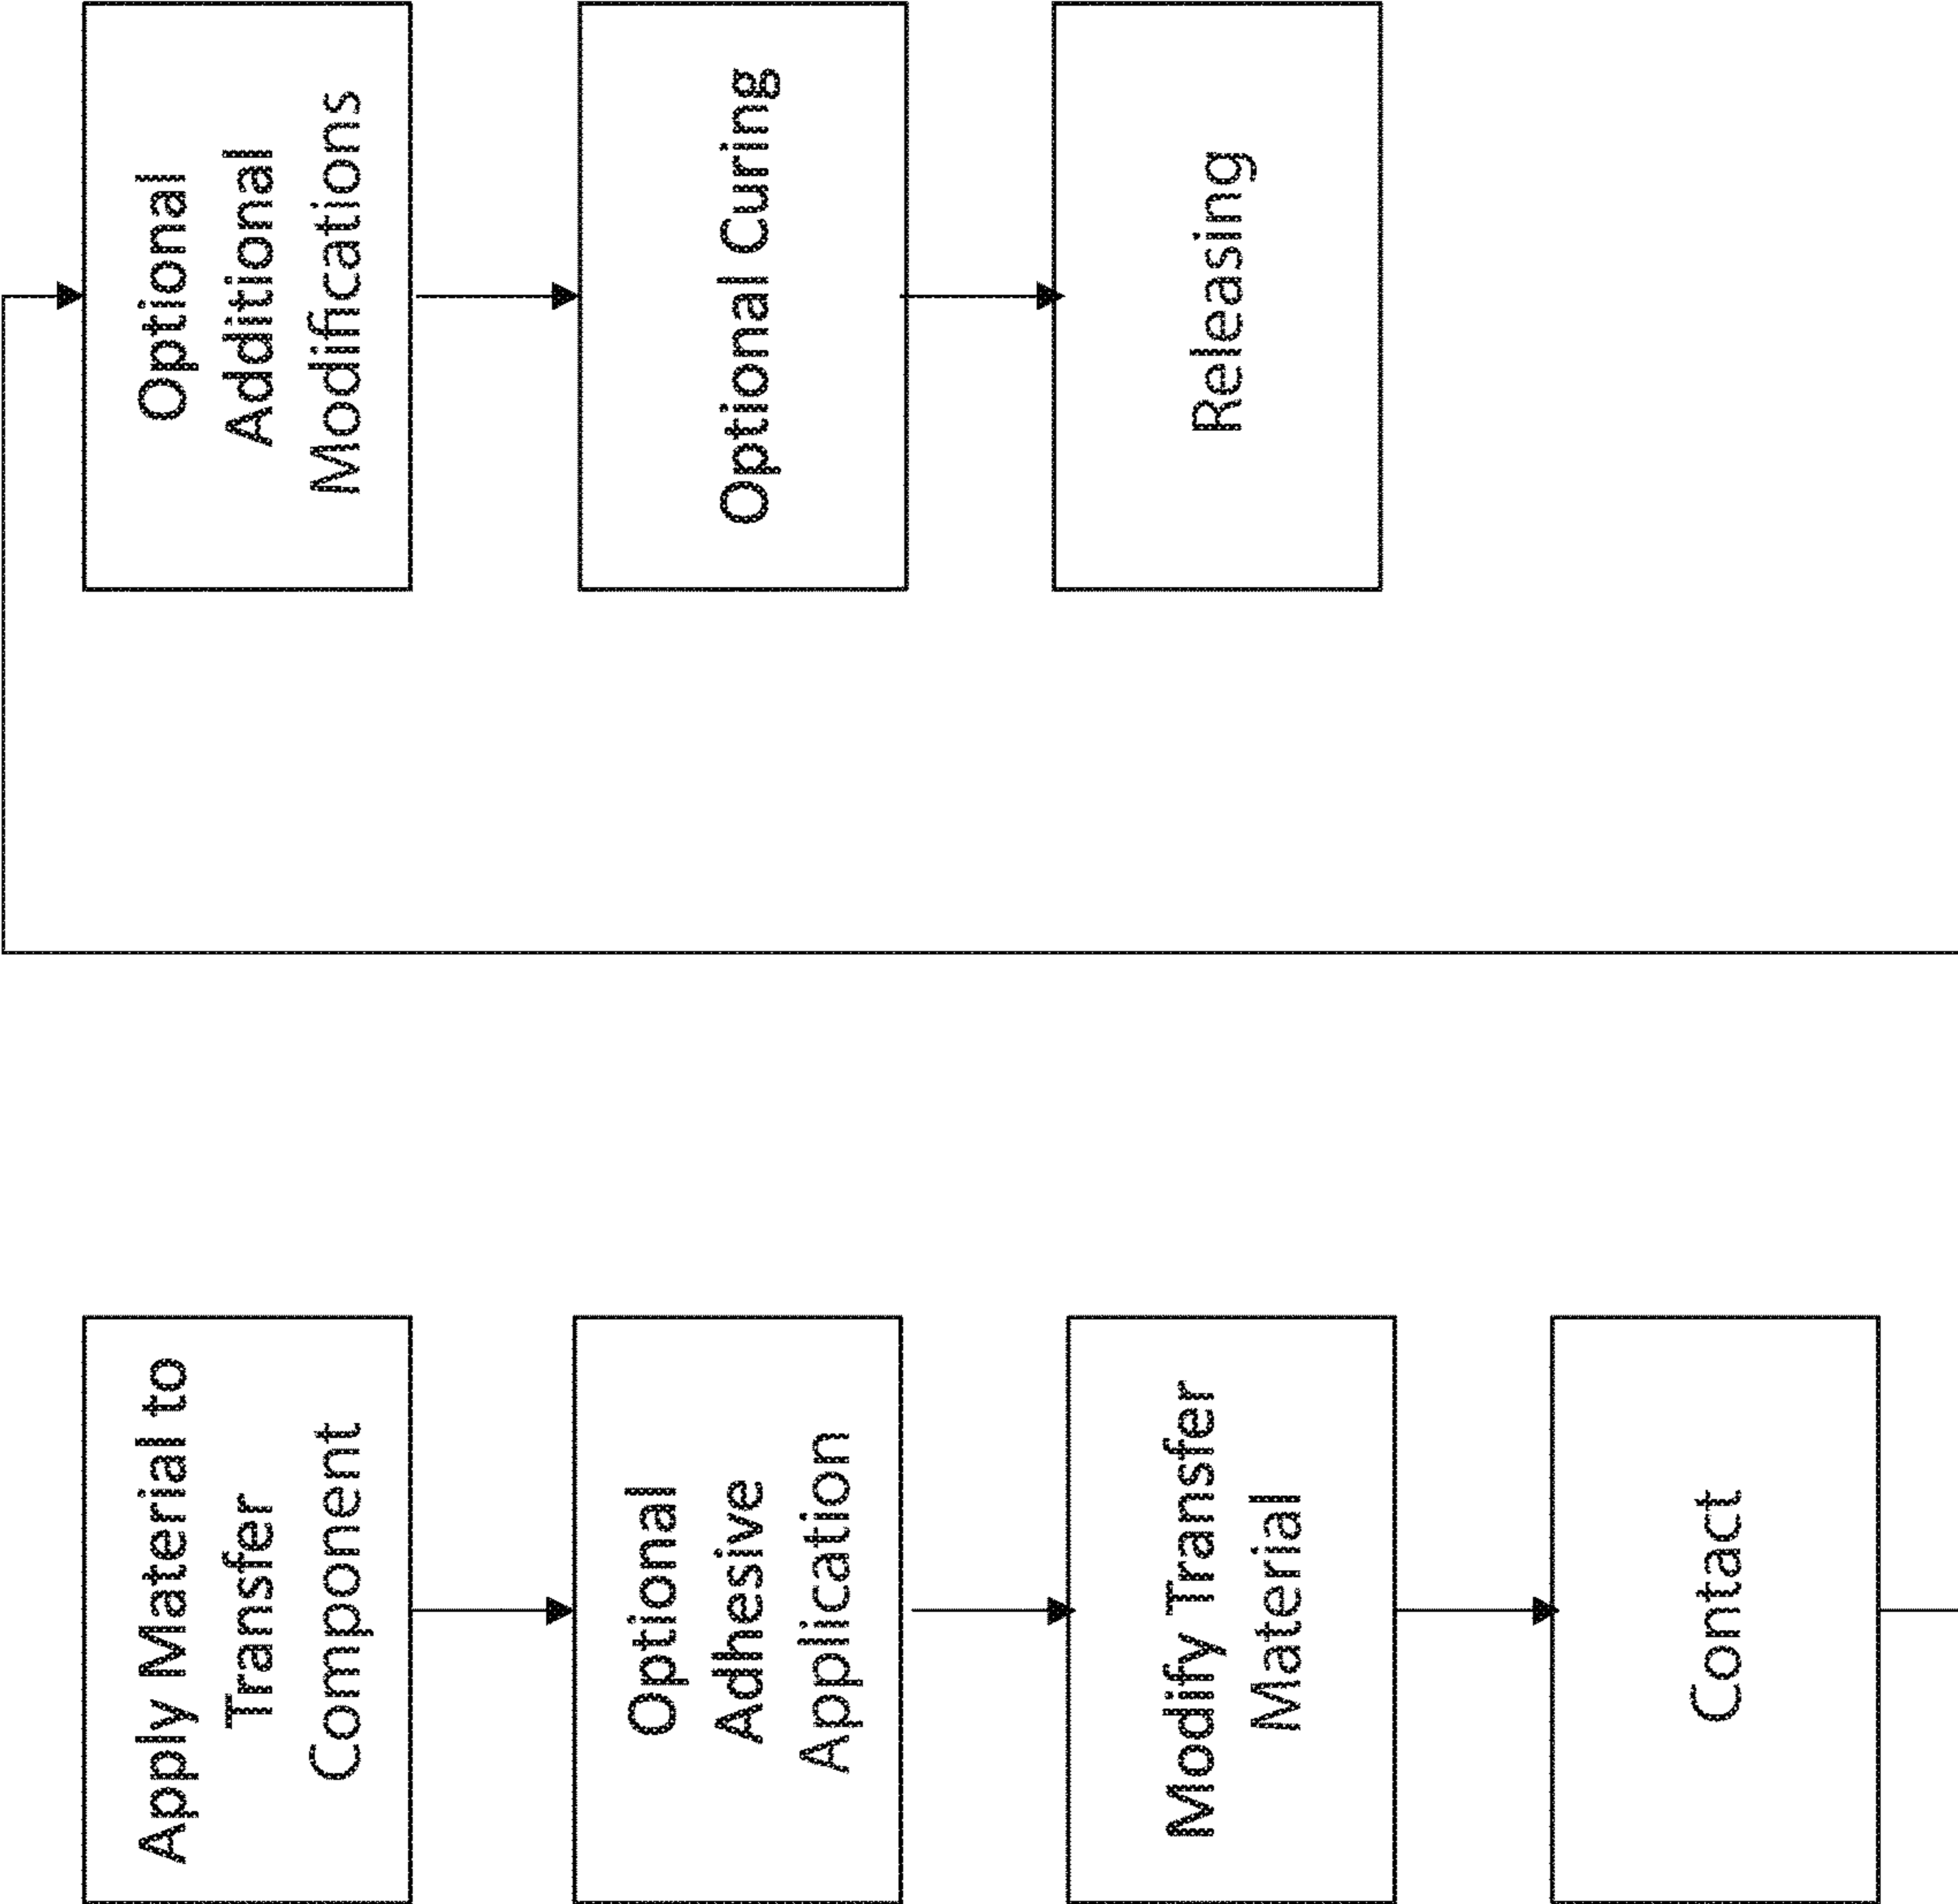 Apply Material to
Transfer
Component
Optional
Adhesive
Application
Modify Transfer
Material
Contact
Optional
Additional
Modifications
Optional Curing
Releasing